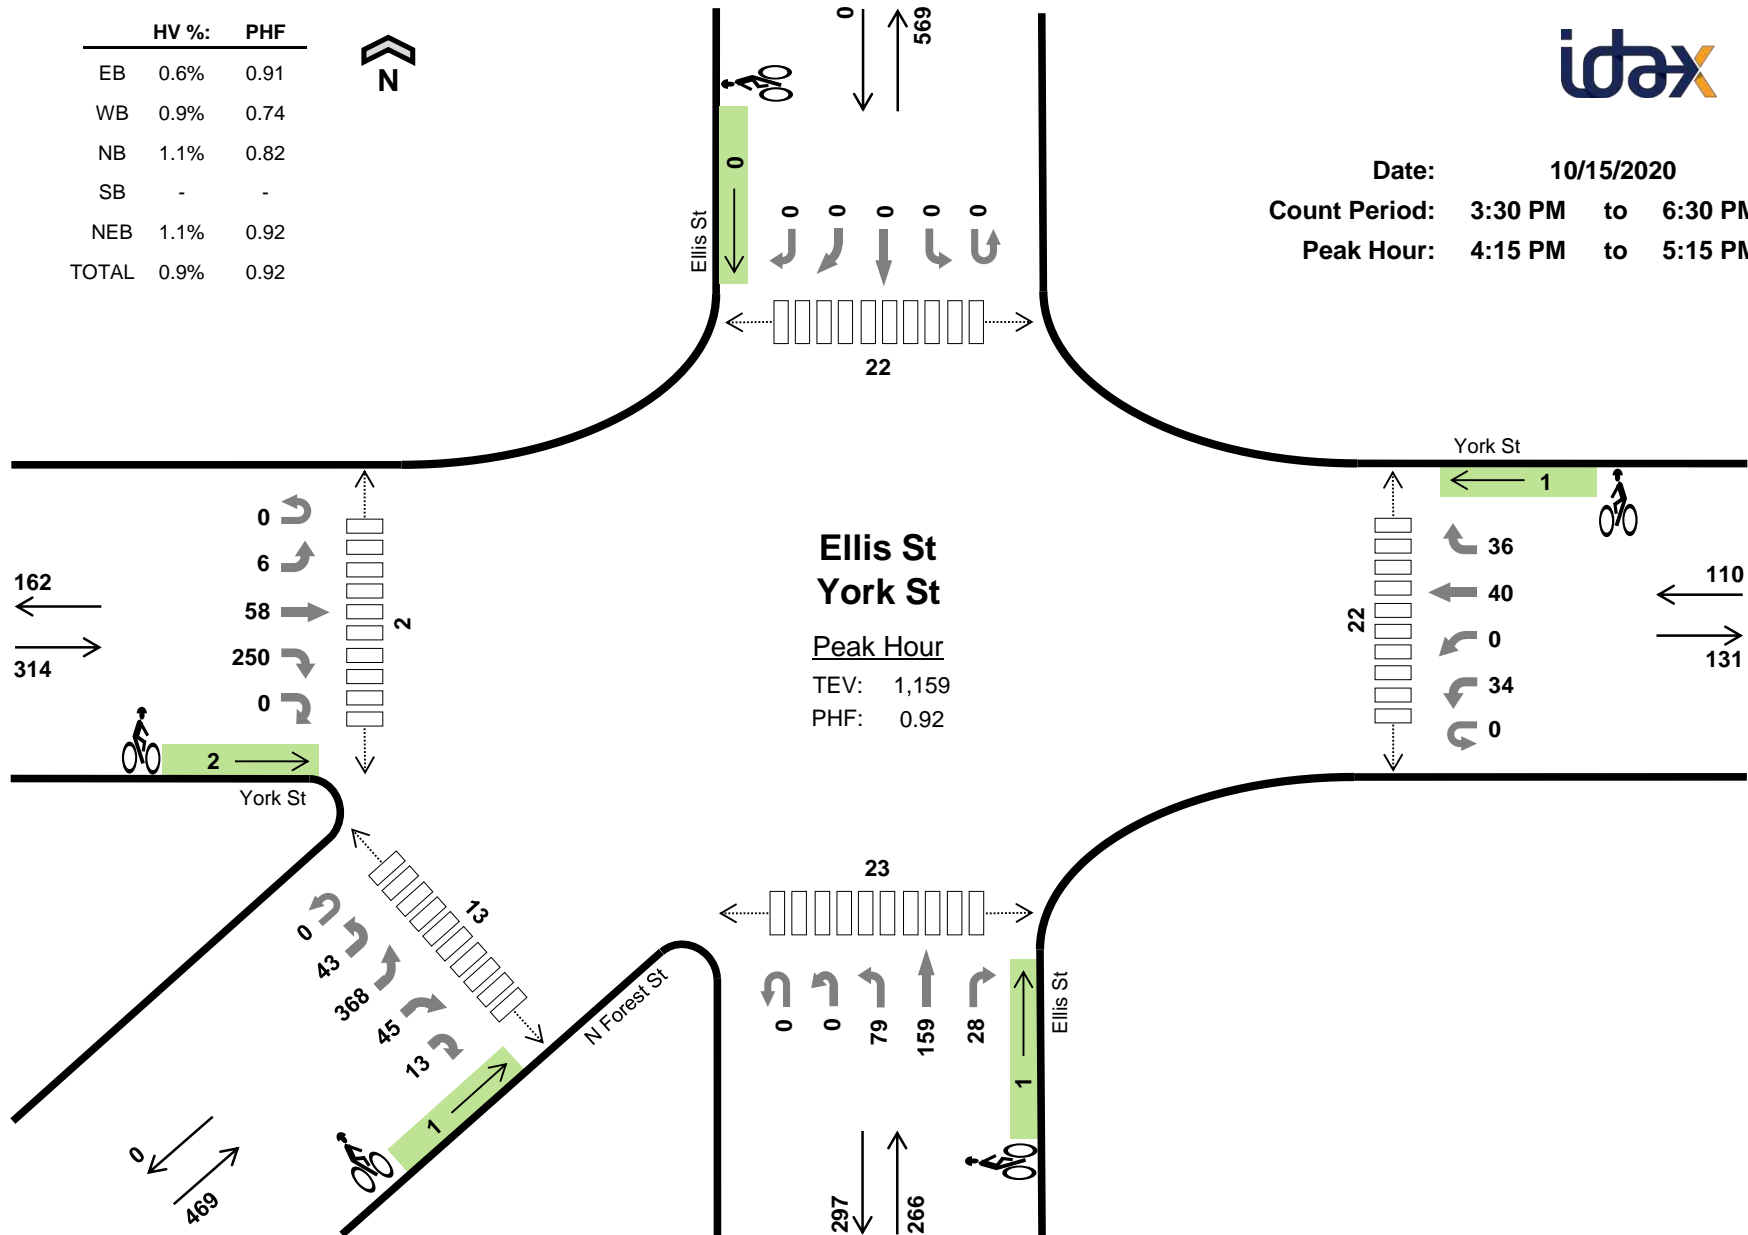 HV %: PHF
EB 0.6% 0.91
WB 0.9% 0.74
NB 1.1% 0.82
SB - -
NEB 1.1% 0.92
TOTAL 0.9% 0.92
N
idax
Date: 10/15/2020
Count Period: 3:30 PM to 6:30 PM
Peak Hour: 4:15 PM to 5:15 PM
0
569
0
Ellis St
0 0 0 0 0
22
York St
1
36
40
0
34
0
22
110
131
0
6
58
250
0
2
162
314
2
York St
Ellis St
York St
Peak Hour
TEV: 1,159
PHF: 0.92
13
0
43
368
45
13
1
N Forest St
0
469
23
0 0 79 159 28
1
Ellis St
297
266